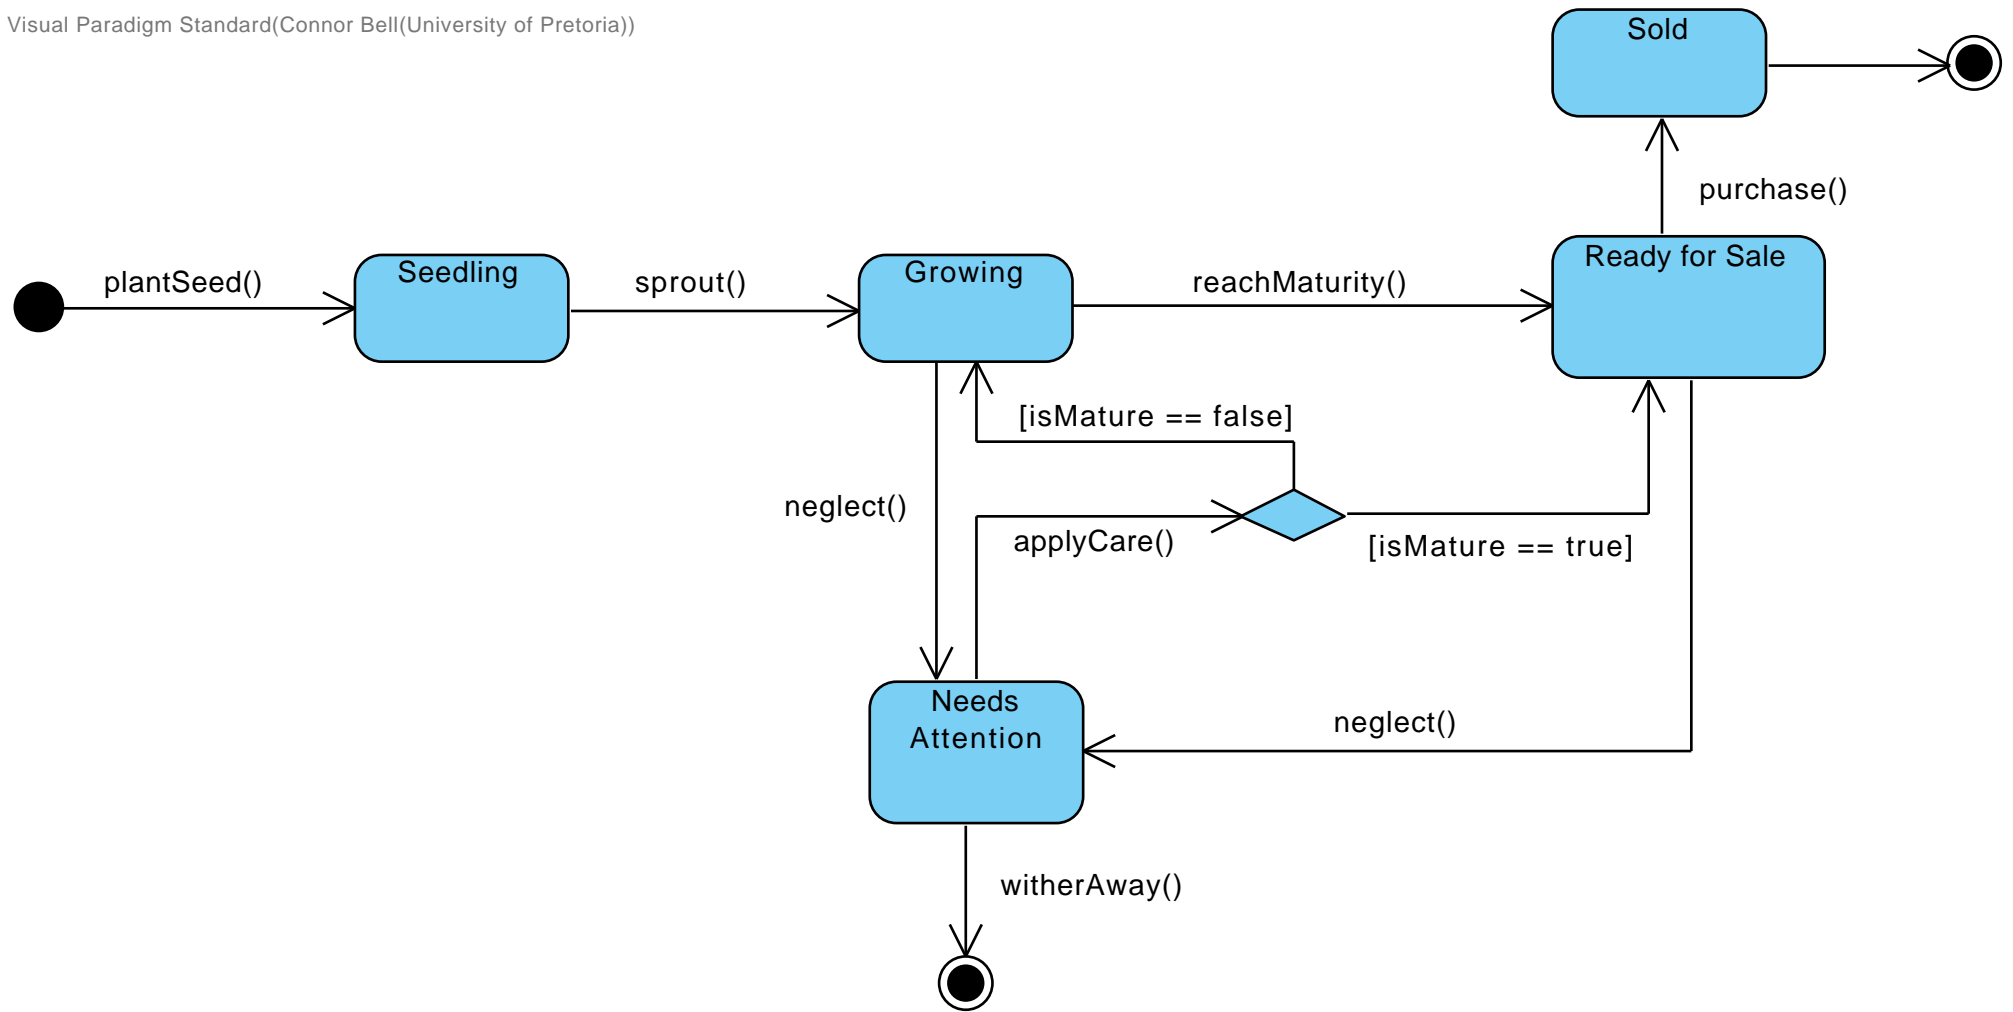 Visual Paradigm Standard(Connor Bell(University of Pretoria))
Sold
purchase()
plantSeed()
Seedling
sprout()
Growing
reachMaturity()
Ready for Sale
[isMature == false]
neglect()
applyCare()
[isMature == true]
Needs
Attention
neglect()
witherAway()